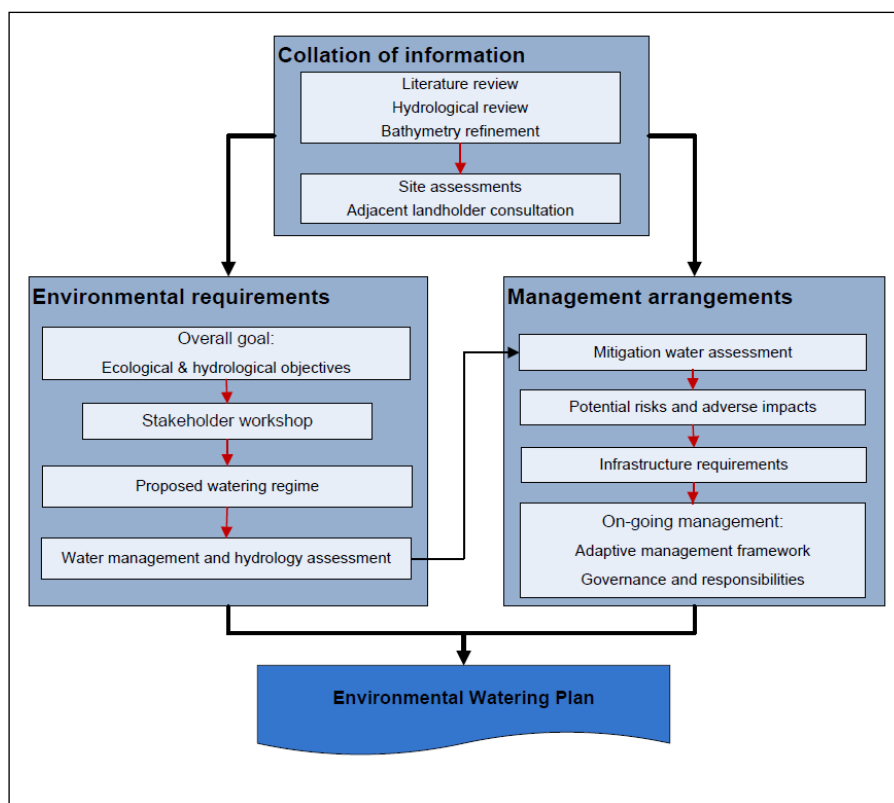 Collation of information
Literature review
Hydrological review
Bathymetry refinement
Site assessments
Adjacent landholder consultation
Environmental requirements
Overall goal:
Ecological & hydrological objectives
Stakeholder workshop
Proposed watering regime
Water management and hydrology assessment
Management arrangements
Mitigation water assessment
Potential risks and adverse impacts
Infrastructure requirements
On-going management:
Adaptive management framework
Governance and responsibilities
Environmental Watering Plan